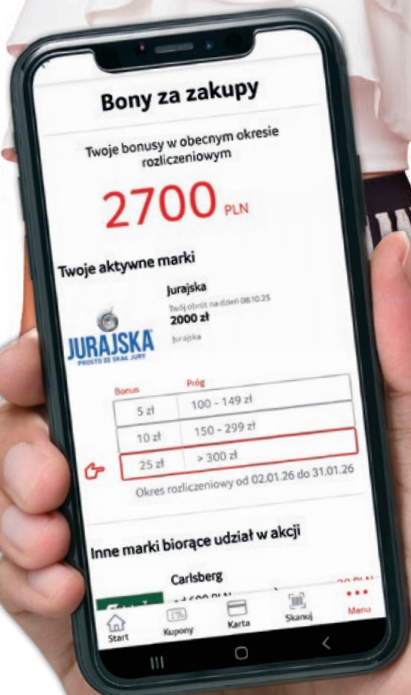 Bony za zakupy
Twoje bonusy w obecnym okresie
rozliczeniowym
2700 PLN
Twoje aktywne marki
Jurajska
Twój obrót na dzień 08.10.25
2000 zł
Jurajska
JURAJSKA
PROSTO ZE SKAŁ JURY
Bonus Próg
5 zł 100 - 149 zł
10 zł 150 - 299 zł
25 zł > 300 zł
Okres rozliczeniowy od 02.01.26 do 31.01.26
Inne marki biorące udział w akcji
Carlsberg
Start Kupony Karta Skanuj Menu